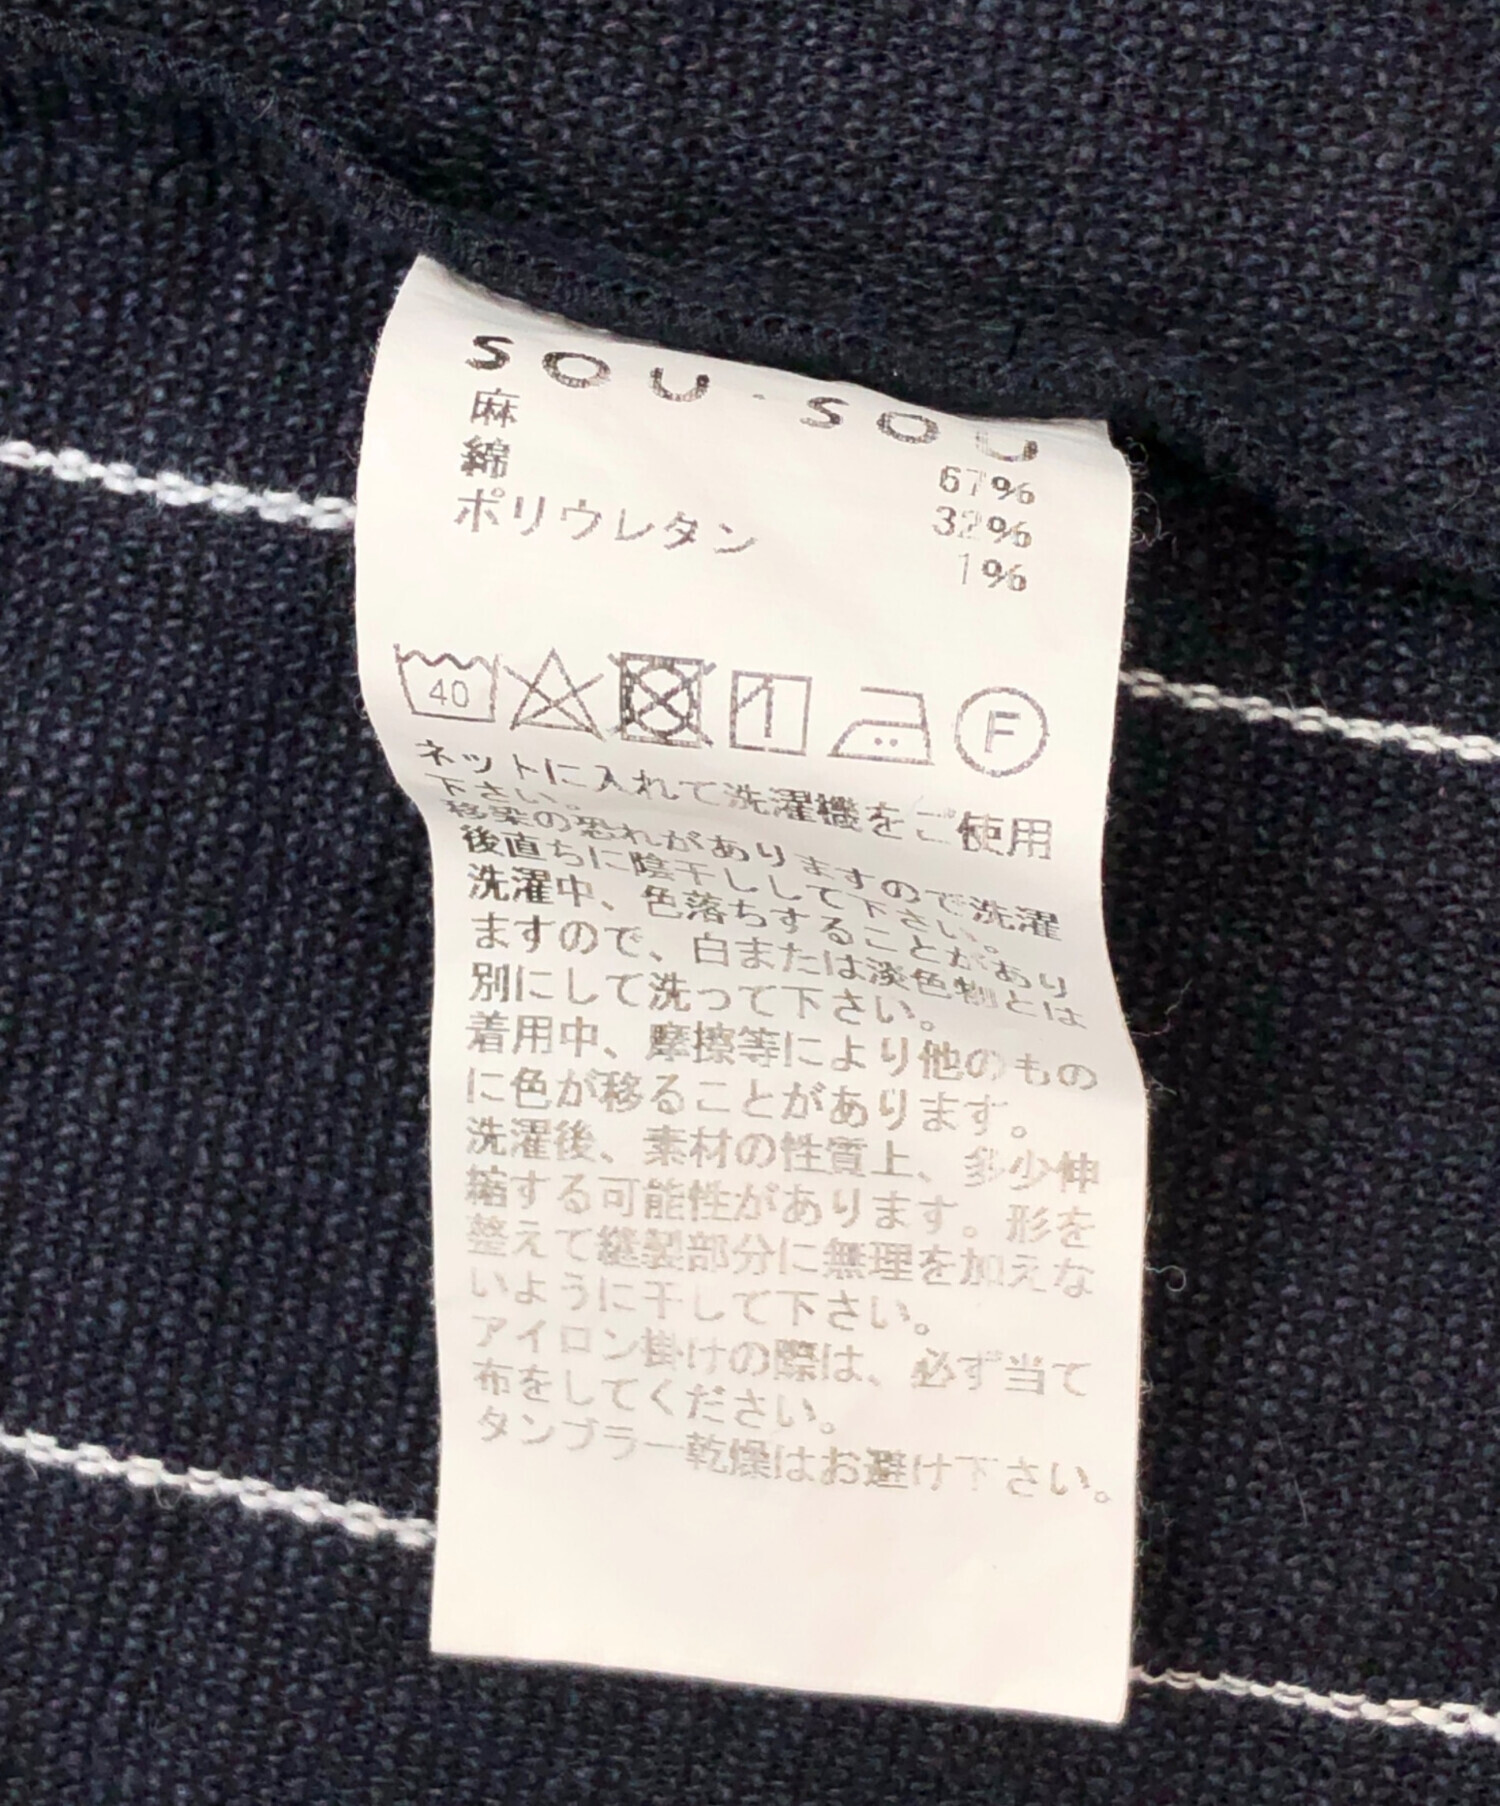 SOU・SOU
麻 67%
綿 32%
ポリウレタン 1%
40 F
ネットに入れて洗濯機をご使用
下さい。
移染の恐れがありますので洗濯
後直ちに陰干しして下さい。
洗濯中、色落ちすることがあり
ますので、白または淡色物とは
別にして洗って下さい。
着用中、摩擦等により他のもの
に色が移ることがあります。
洗濯後、素材の性質上、多少伸
縮する可能性があります。形を
整えて縫製部分に無理を加えな
いように干して下さい。
アイロン掛けの際は、必ず当て
布をしてください。
タンブラー乾燥はお避け下さい。